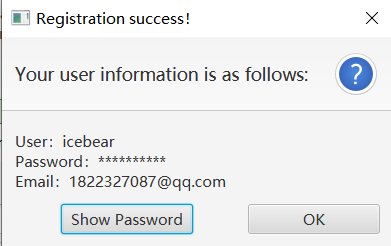 Registration success!
Your user information is as follows:
?
User: icebear
Password: **********
Email: 1822327087@qq.com
Show Password
OK